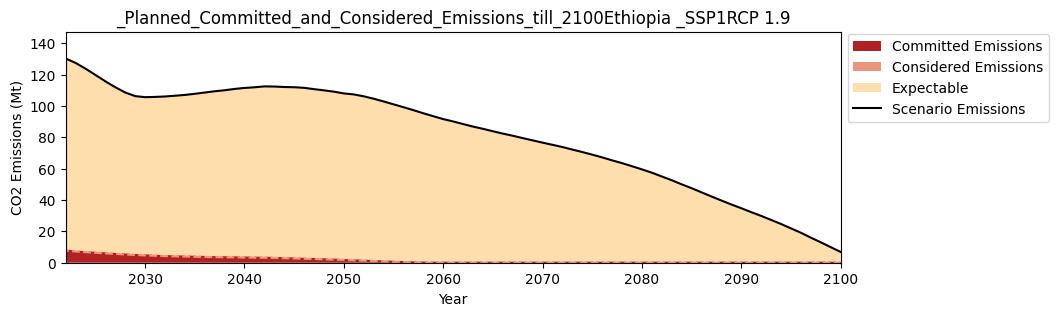 _Planned_Committed_and_Considered_Emissions_till_2100Ethiopia _SSP1RCP 1.9
CO2 Emissions (Mt)
140
120
100
80
60
40
20
0
2030
2040
2050
2060
2070
2080
2090
2100
Year
Committed Emissions
Considered Emissions
Expectable
Scenario Emissions